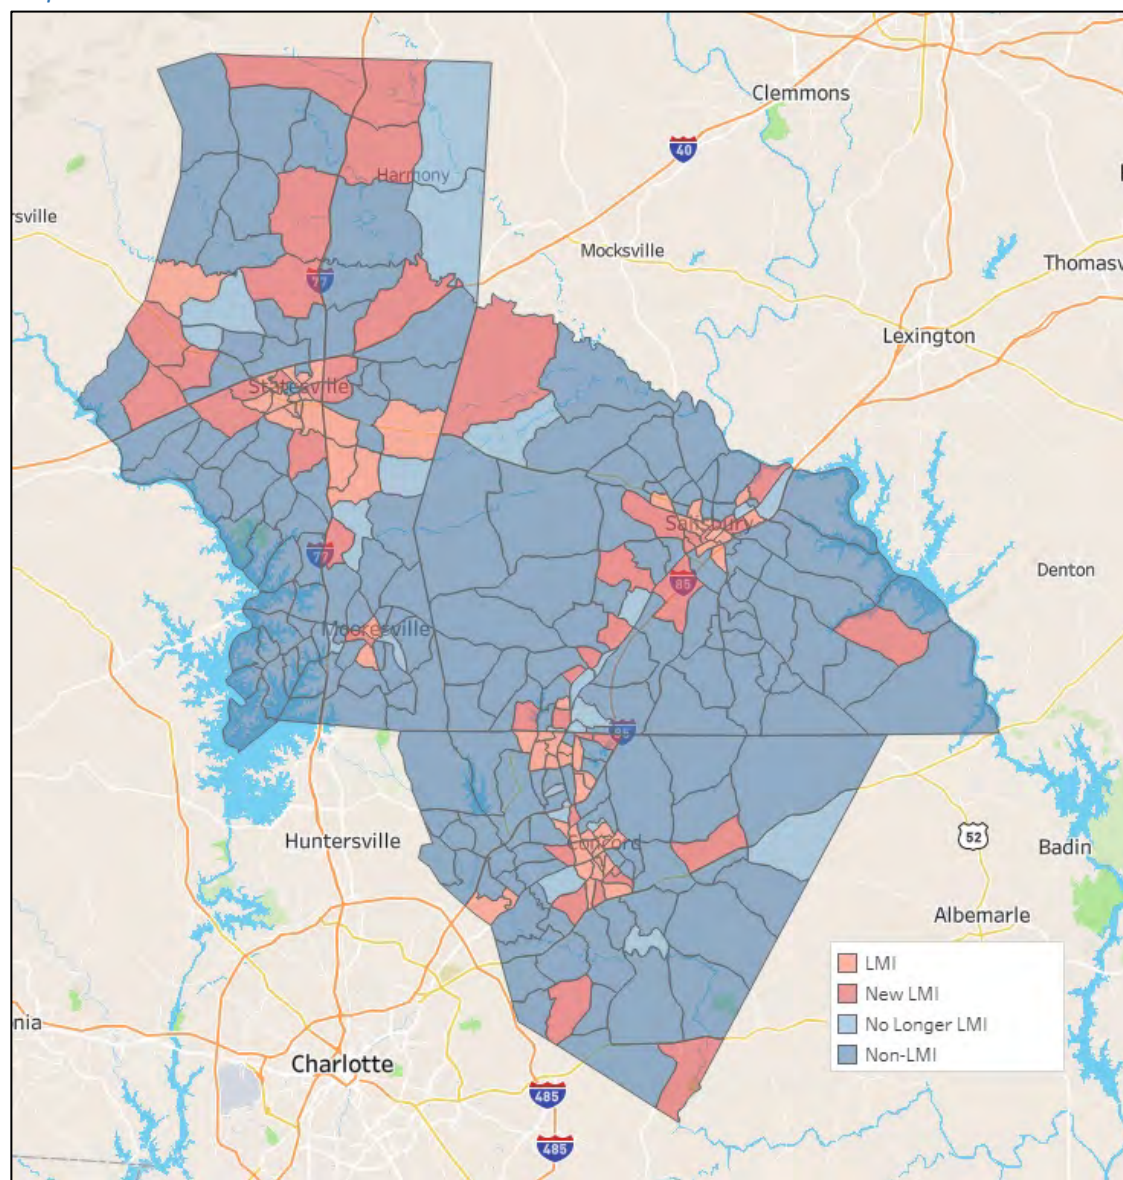 Clemmons
40
Harmony
rsville
Mocksville
Thomasv
77
Lexington
Statesville
Salisbury
77
85
Denton
Mooresville
85
Huntersville
Concord
52
Badin
Albemarle
LMI
New LMI
No Longer LMI
Non-LMI
nia
Charlotte
485
485